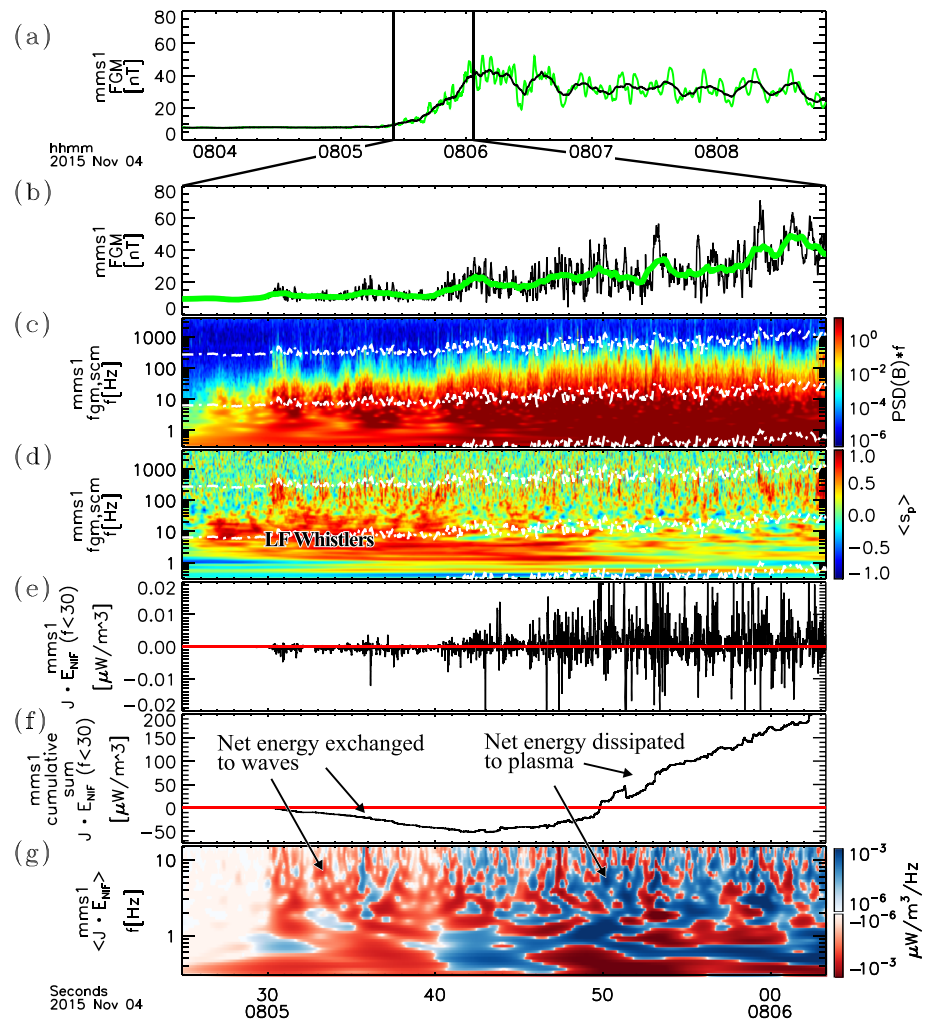 (a)
mms1
FGM
[nT]
80
60
40
20
0
hhmm
2015 Nov 04
0804
0805
0806
0807
0808
(b)
mms1
FGM
[nT]
80
60
40
20
0
(c)
mms1
fgm,scm
f[Hz]
1000
100
10
1
10^0
10^-2
10^-4
10^-6
PSD(B)*f
(d)
mms1
fgm,scm
f[Hz]
1000
100
10
1
LF Whistlers
1.0
0.5
0.0
-0.5
-1.0
<s_p>
(e)
mms1
J · E_NIF (f<30)
[μW/m^3]
0.02
0.01
0.00
-0.01
-0.02
(f)
mms1
cumulative
sum
J · E_NIF (f<30)
[μW/m^3]
200
150
100
50
0
-50
Net energy exchanged
to waves
Net energy dissipated
to plasma
(g)
mms1
<J · E_NIF>
f[Hz]
10
1
10^-3
10^-6
-10^-6
-10^-3
μW/m^3/Hz
Seconds
2015 Nov 04
30
0805
40
50
00
0806